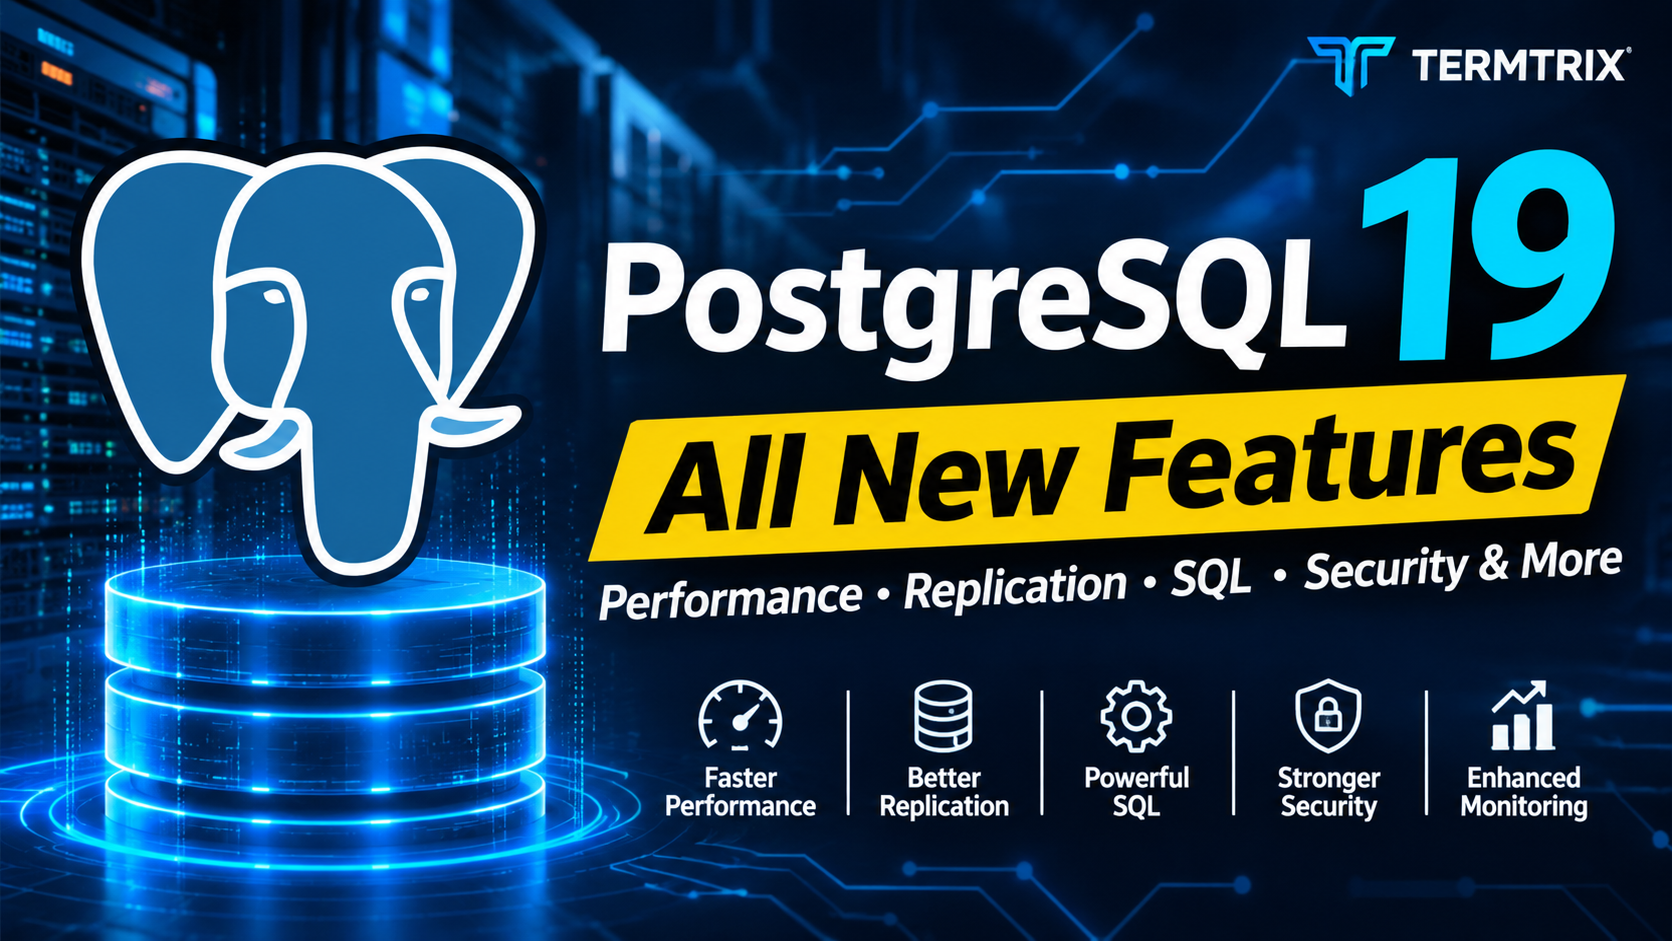 TERMTRIX®
PostgreSQL 19
All New Features
Performance • Replication • SQL • Security & More
Faster
Performance
Better
Replication
Powerful
SQL
Stronger
Security
Enhanced
Monitoring